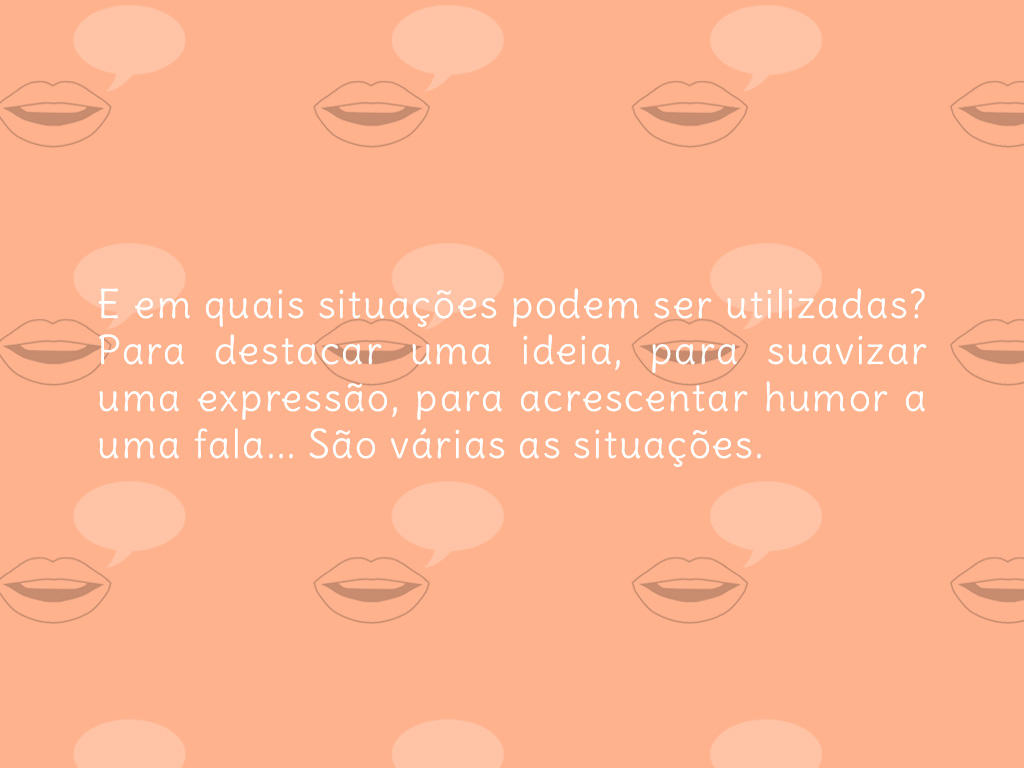 E em quais situações podem ser utilizadas?
Para destacar uma ideia, para suavizar
uma expressão, para acrescentar humor a
uma fala... São várias as situações.